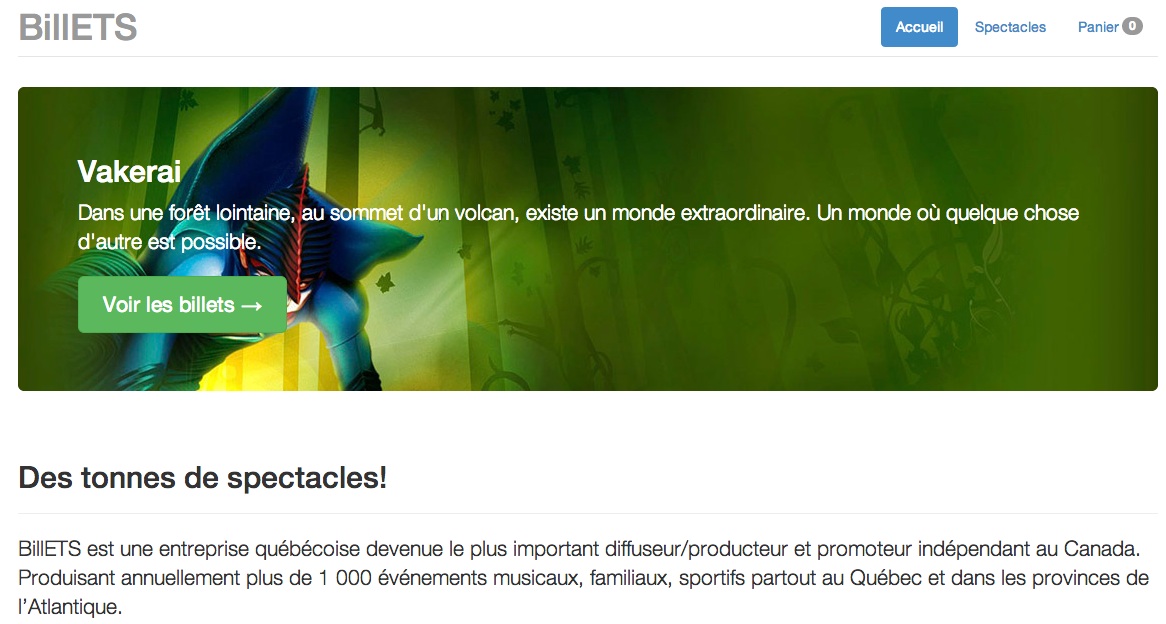 BillETS
Accueil Spectacles Panier 0
Vakerai
Dans une forêt lointaine, au sommet d'un volcan, existe un monde extraordinaire. Un monde où quelque chose
d'autre est possible.
Voir les billets →
Des tonnes de spectacles!
BillETS est une entreprise québécoise devenue le plus important diffuseur/producteur et promoteur indépendant au Canada.
Produisant annuellement plus de 1 000 événements musicaux, familiaux, sportifs partout au Québec et dans les provinces de
l’Atlantique.